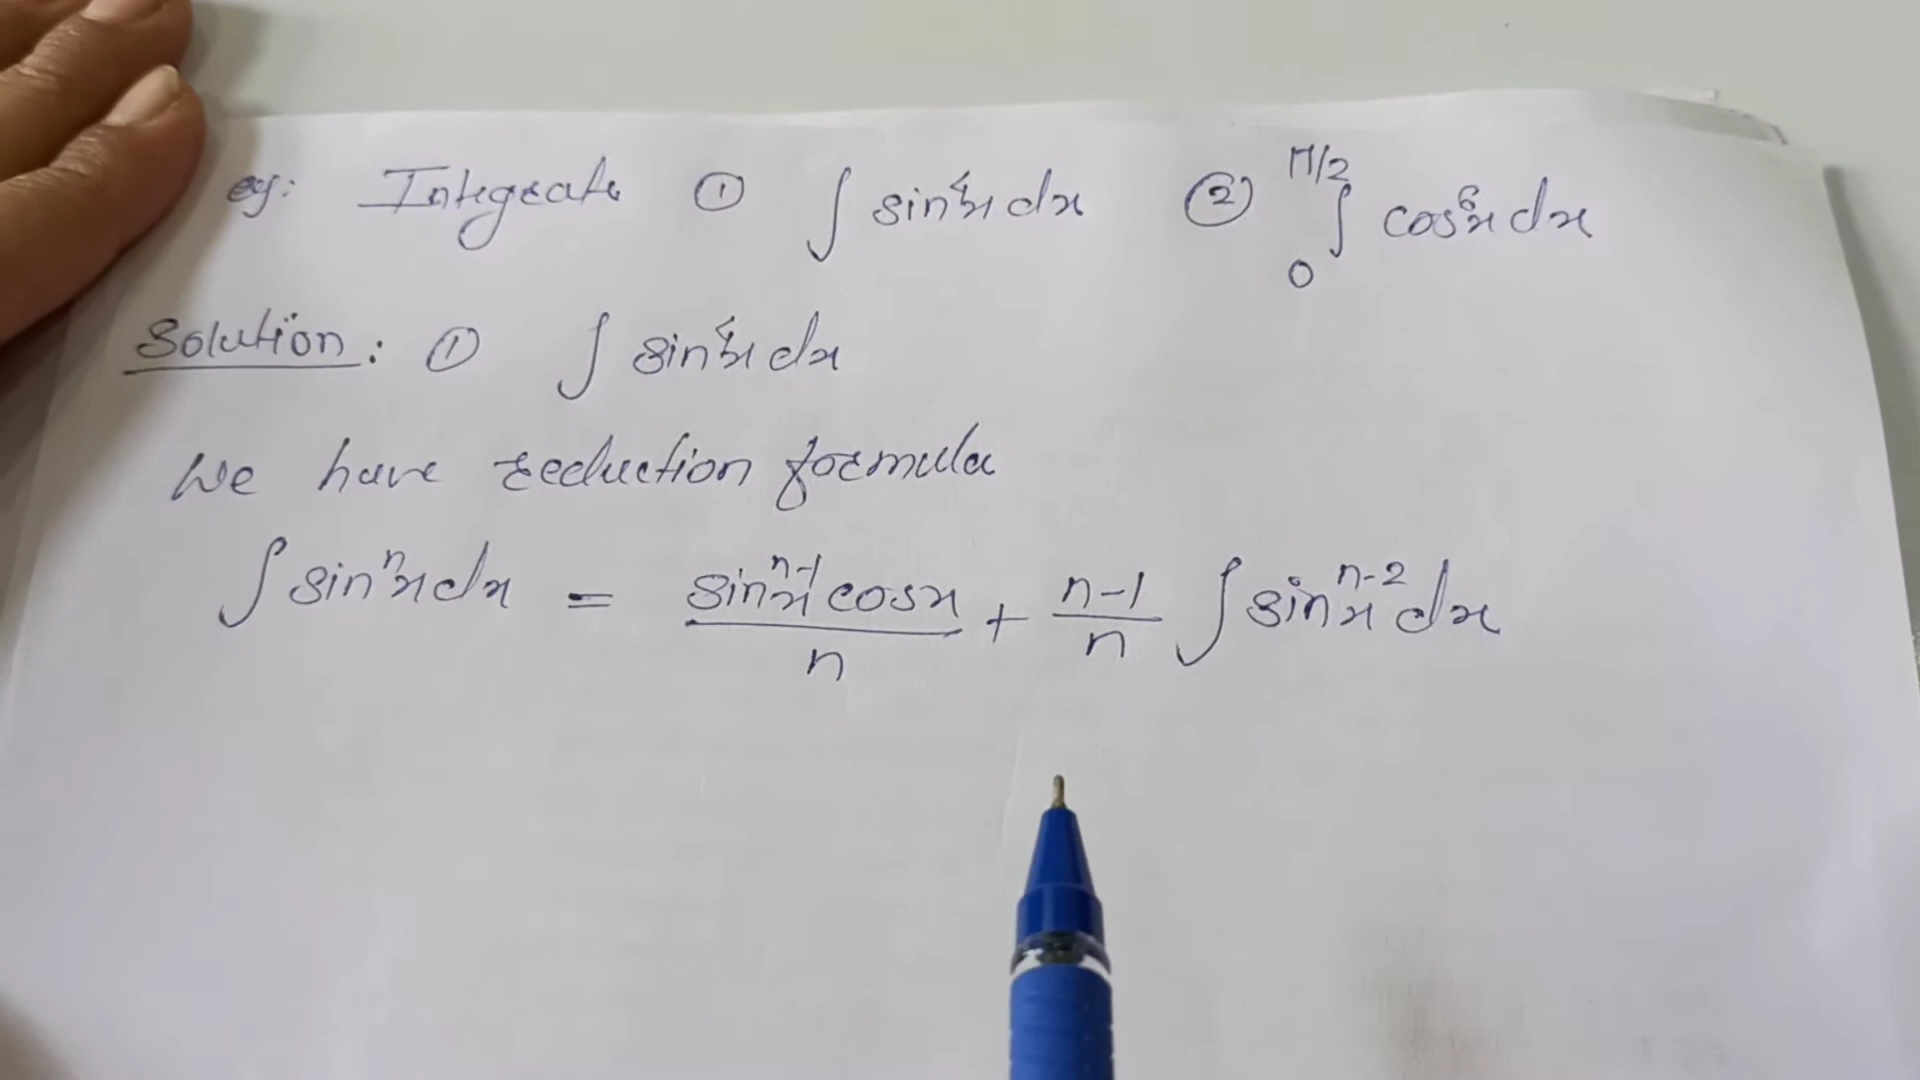 eg: Integrate ① ∫ sin⁴x dx ② ∫₀^π/2 cos⁶x dx
Solution: ① ∫ sin⁴x dx
We have reduction formula
∫ sinⁿx dx = sinⁿ⁻¹x cosx / n + n-1 / n ∫ sinⁿ⁻²x dx